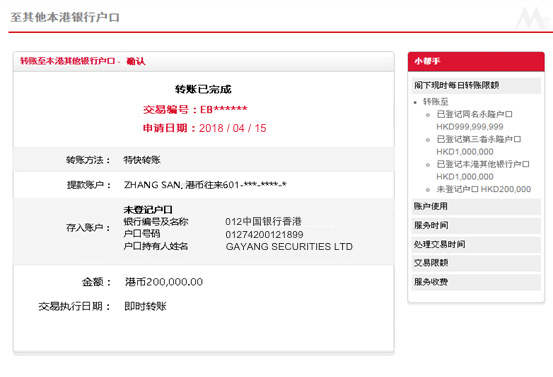 至其他本港银行户口
转账至本港其他银行户口 - 确认
转账已完成
交易编号：EB******
申请日期：2018 / 04 / 15
转账方法： 特快转账
提款账户： ZHANG SAN, 港币往来601-***-****-*
存入账户：
未登记户口
银行编号及名称 012中国银行香港
户口号码 01274200121899
户口持有人姓名 GAYANG SECURITIES LTD
金额： 港币200,000.00
交易执行日期： 即时转账
小帮手
阁下现时每日转账限额
• 转账至
○ 已登记同名永隆户口
HKD999,999,999
○ 已登记第三者永隆户口
HKD1,000,000
○ 已登记本港其他银行户口
HKD1,000,000
○ 未登记户口 HKD200,000
账户使用
服务时间
处理交易时间
交易限额
服务收费